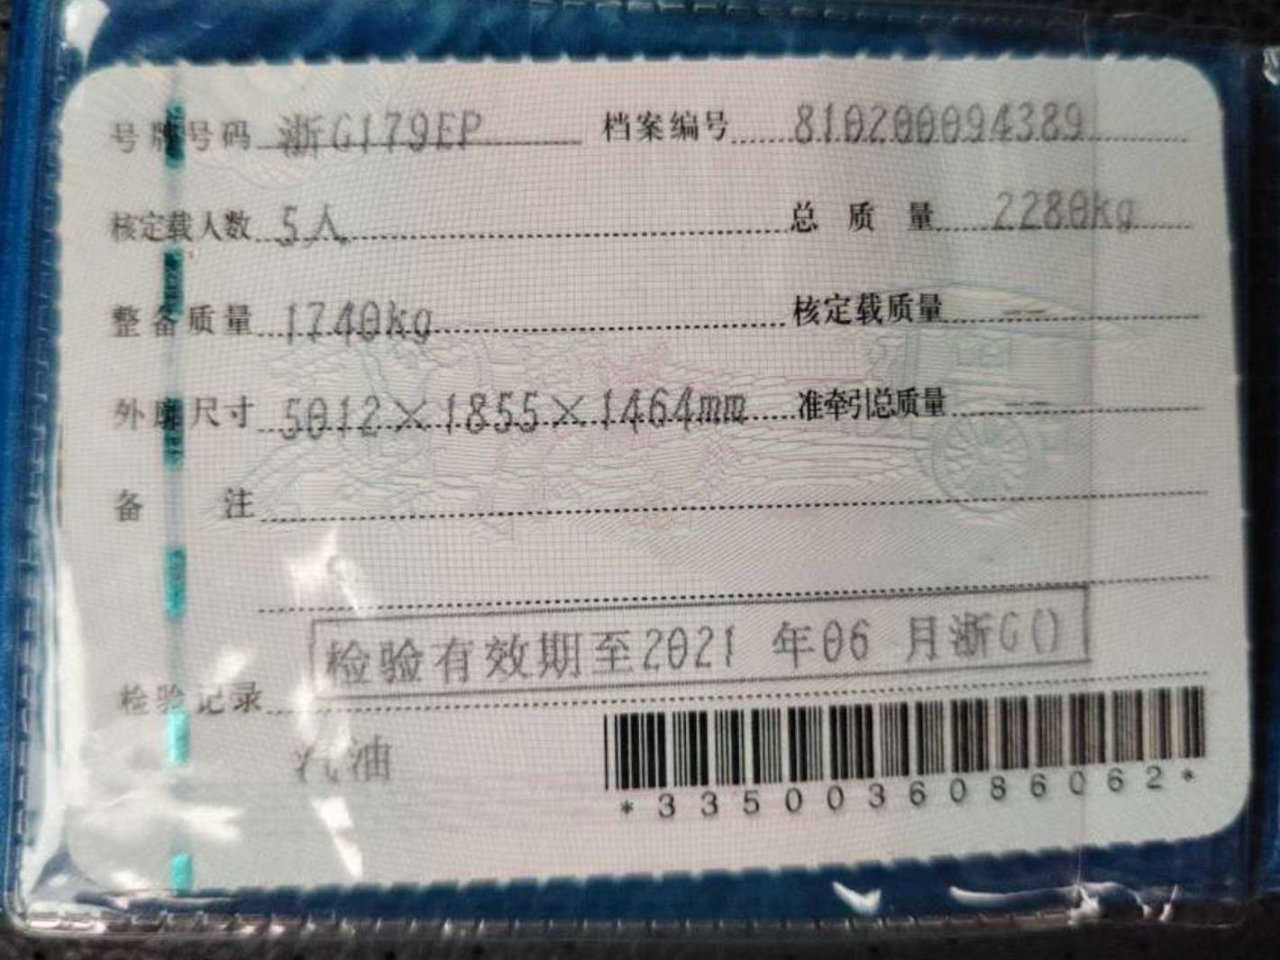 号牌号码 浙G179EP 档案编号 810200094389
核定载人数 5人 总质量 2280kg
整备质量 1740kg 核定载质量 --
外廓尺寸 5012×1855×1464mm 准牵引总质量 --
备注
检验有效期至2021 年06 月浙G()
检验记录
汽油
*3350036086062*